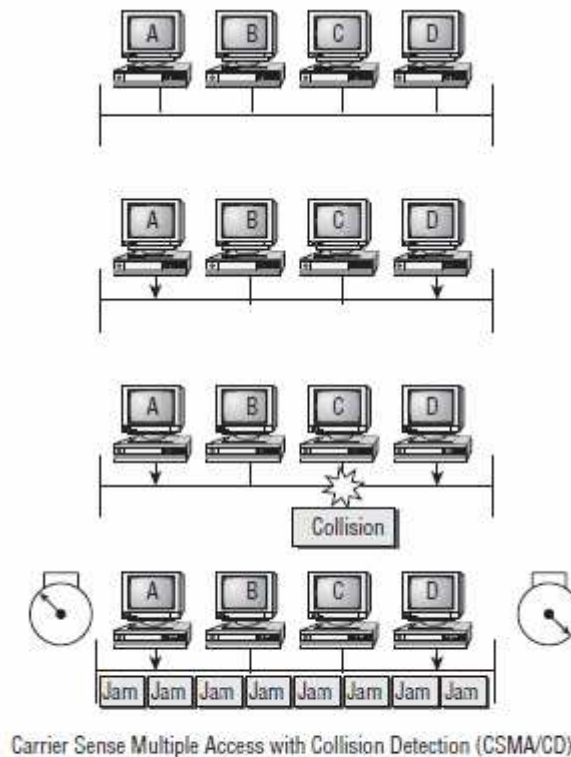 A B C D
A B C D
A B C D
Collision
A B C D
Jam Jam Jam Jam Jam Jam Jam Jam
Carrier Sense Multiple Access with Collision Detection (CSMA/CD)